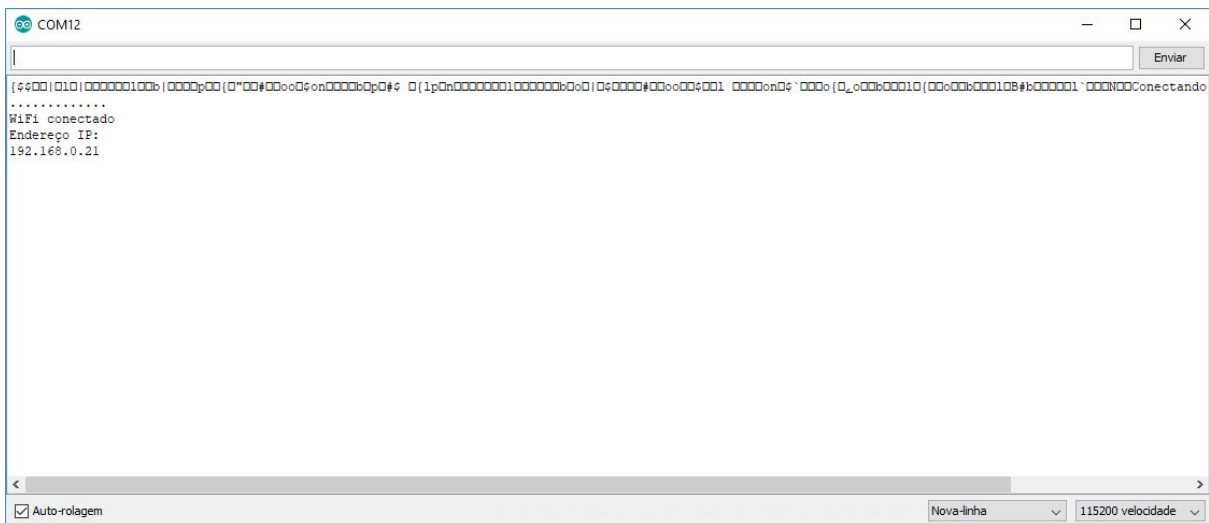 COM12
Enviar
Conectando
.............
WiFi conectado
Endereço IP:
192.168.0.21
Auto-rolagem
Nova-linha
115200 velocidade